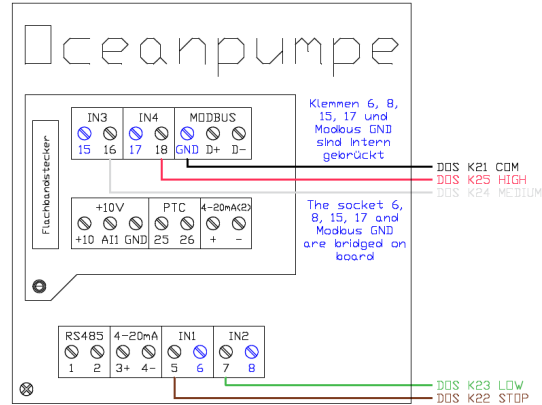 Oceanpumpe
IN3 IN4 MODBUS
15 16 17 18 GND D+ D-
Klemmen 6, 8,
15, 17 und
Modbus GND
sind Intern
gebrückt
DOS K21 COM
DOS K25 HIGH
DOS K24 MEDIUM
Flachbandstecker
+10V PTC 4-20mA(2)
+10 AI1 GND 25 26 + -
The socket 6,
8, 15, 17 and
Modbus GND
are bridged on
board
RS485 4-20mA IN1 IN2
1 2 3+ 4- 5 6 7 8
DOS K23 LOW
DOS K22 STOP